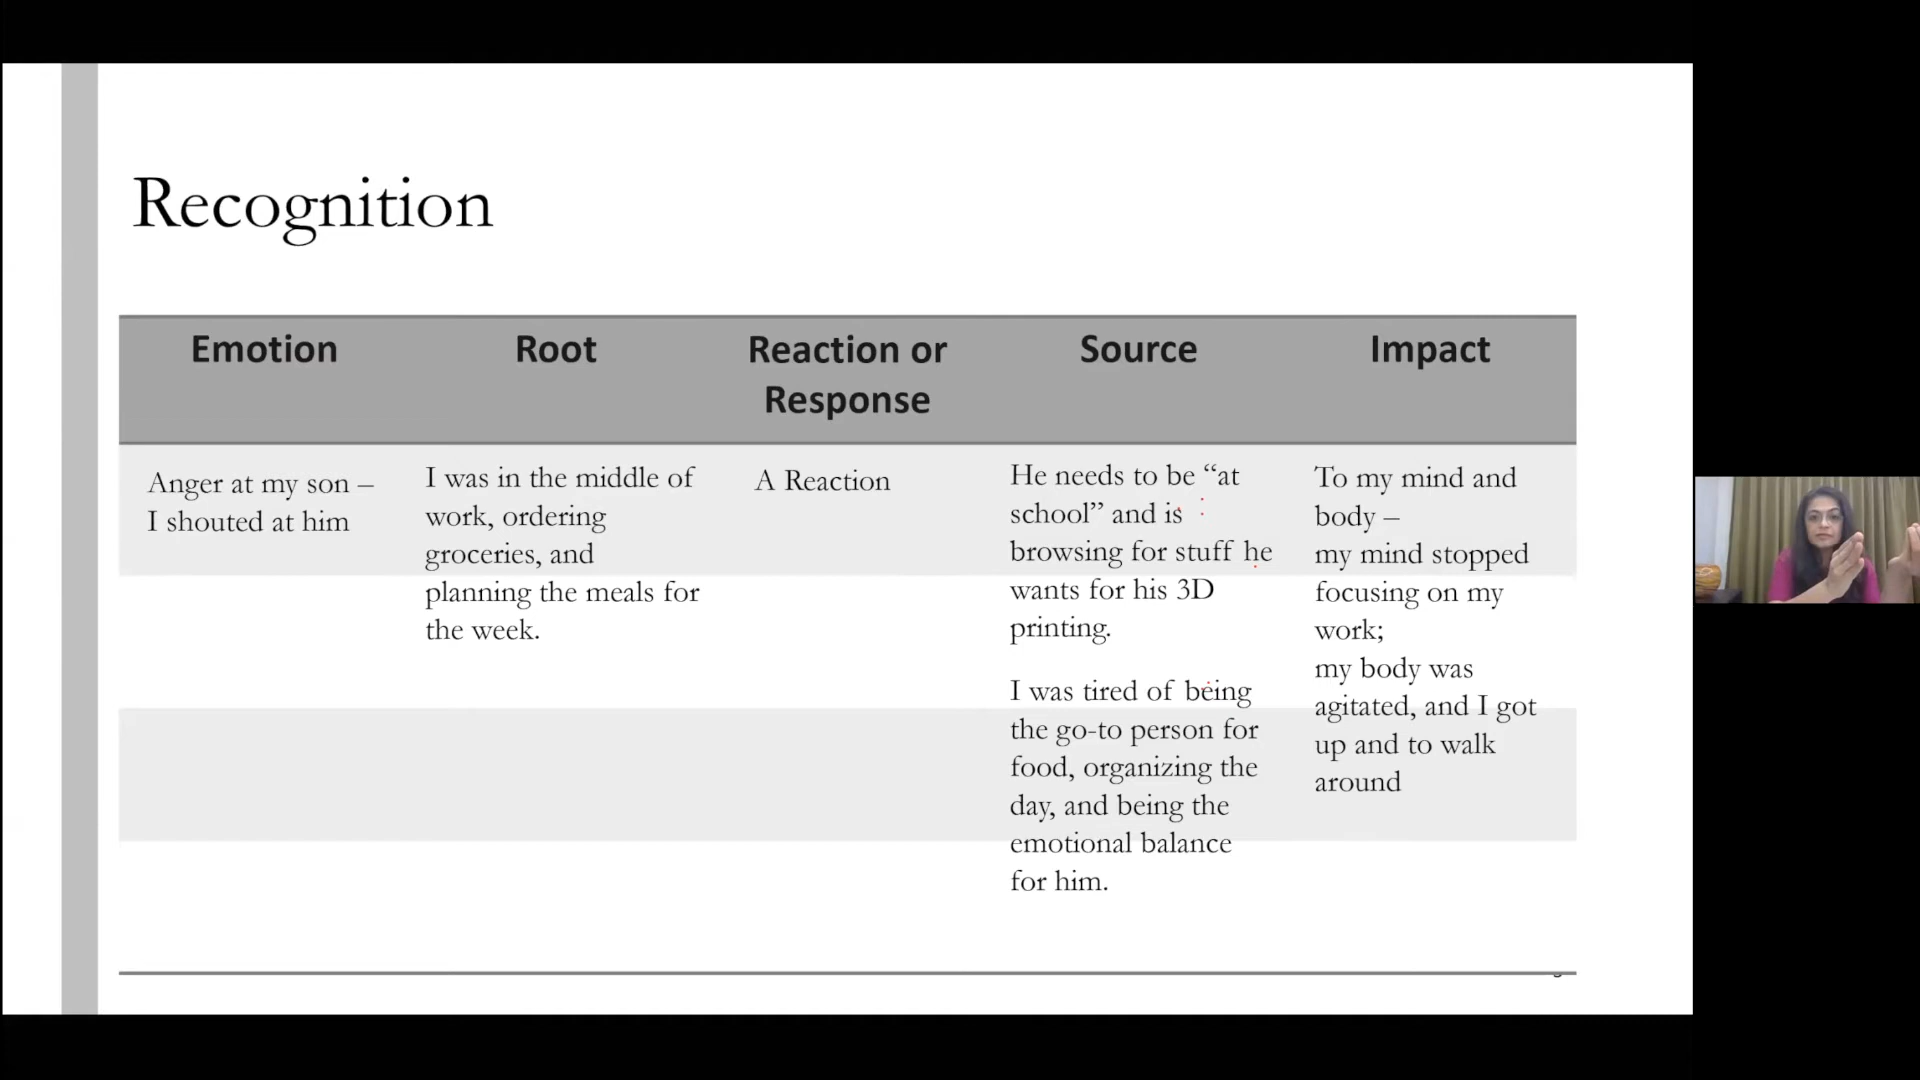 Recognition
Emotion
Root
Reaction or
Response
Source
Impact
Anger at my son –
I shouted at him
I was in the middle of
work, ordering
groceries, and
planning the meals for
the week.
A Reaction
He needs to be “at
school” and is
browsing for stuff he
wants for his 3D
printing.
I was tired of being
the go-to person for
food, organizing the
day, and being the
emotional balance
for him.
To my mind and
body –
my mind stopped
focusing on my
work;
my body was
agitated, and I got
up and to walk
around